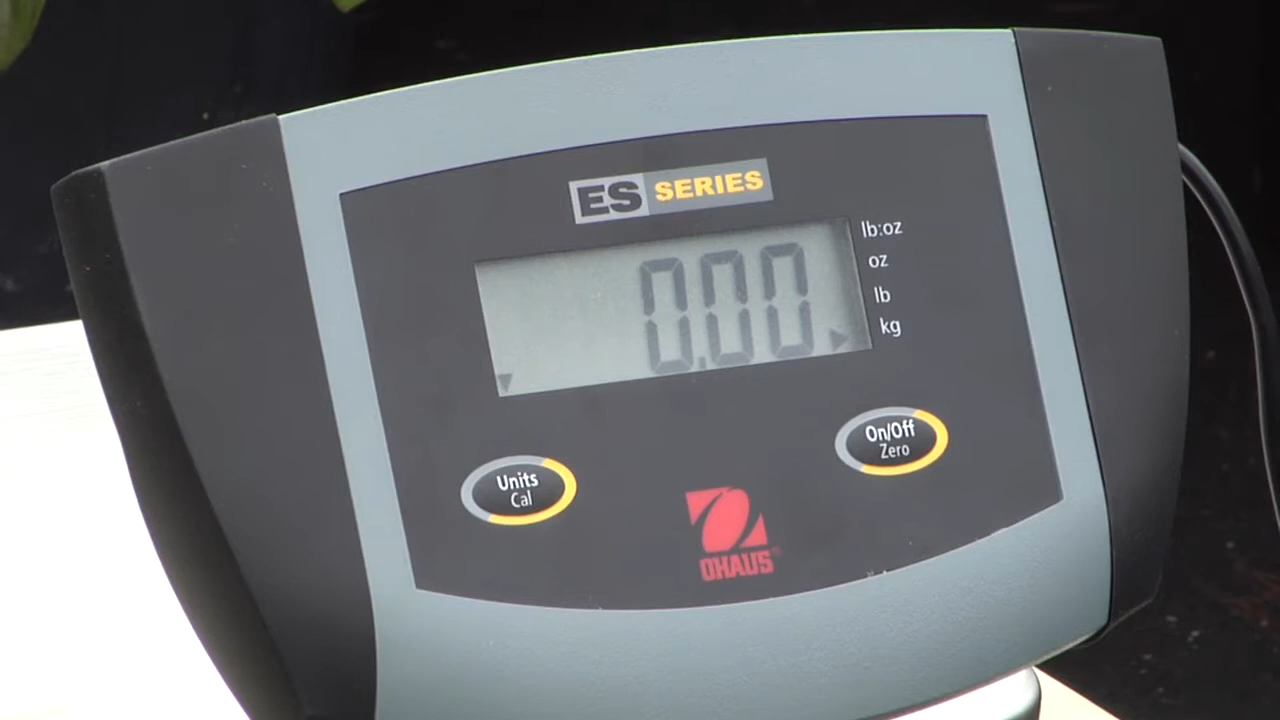 ES SERIES
0.00
lb:oz
oz
lb
kg
Units
Cal
On/Off
Zero
OHAUS®